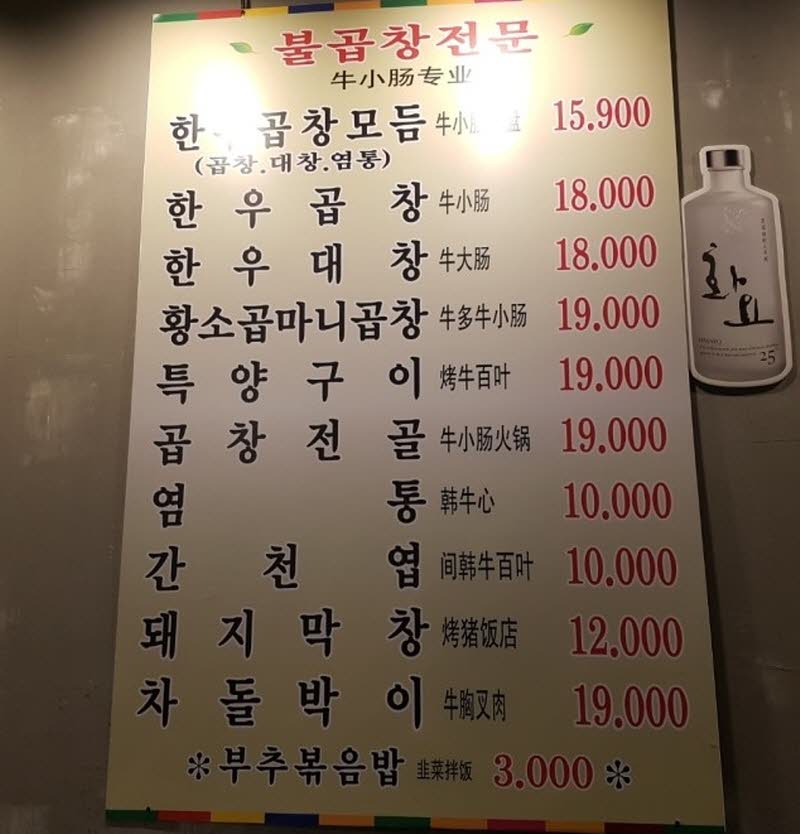 불곱창전문
牛小肠专业
한우곱창모듬 牛小 盘 15.900
(곱창.대창.염통)
한우곱창 牛小肠 18.000
한우대창 牛大肠 18.000
황소곱마니곱창 牛多牛小肠 19.000
특양구이 烤牛百叶 19.000
곱창전골 牛小肠火锅 19.000
염통 韩牛心 10.000
간천엽 间韩牛百叶 10.000
돼지막창 烤猪饭店 12.000
차돌박이 牛胸叉肉 19.000
*부추볶음밥 韭菜拌饭 3.000*
화요
25